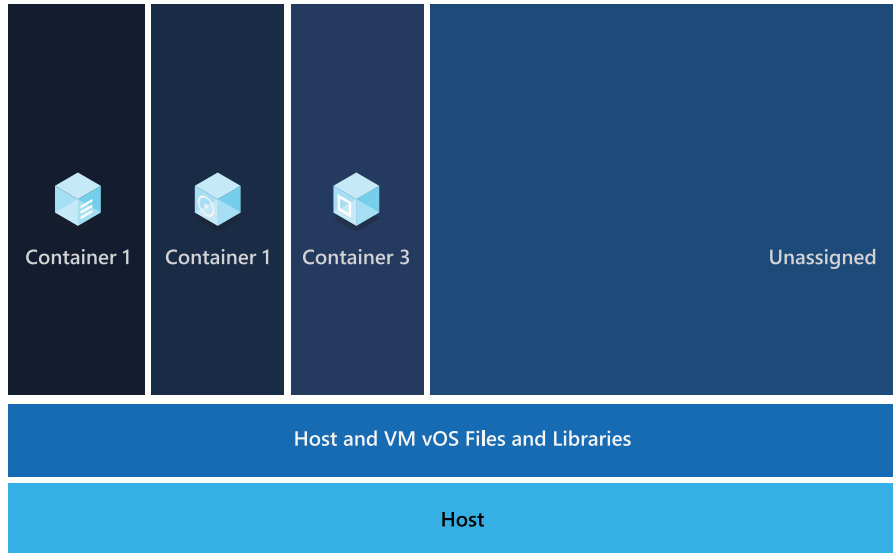 Container 1
Container 1
Container 3
Unassigned
Host and VM vOS Files and Libraries
Host